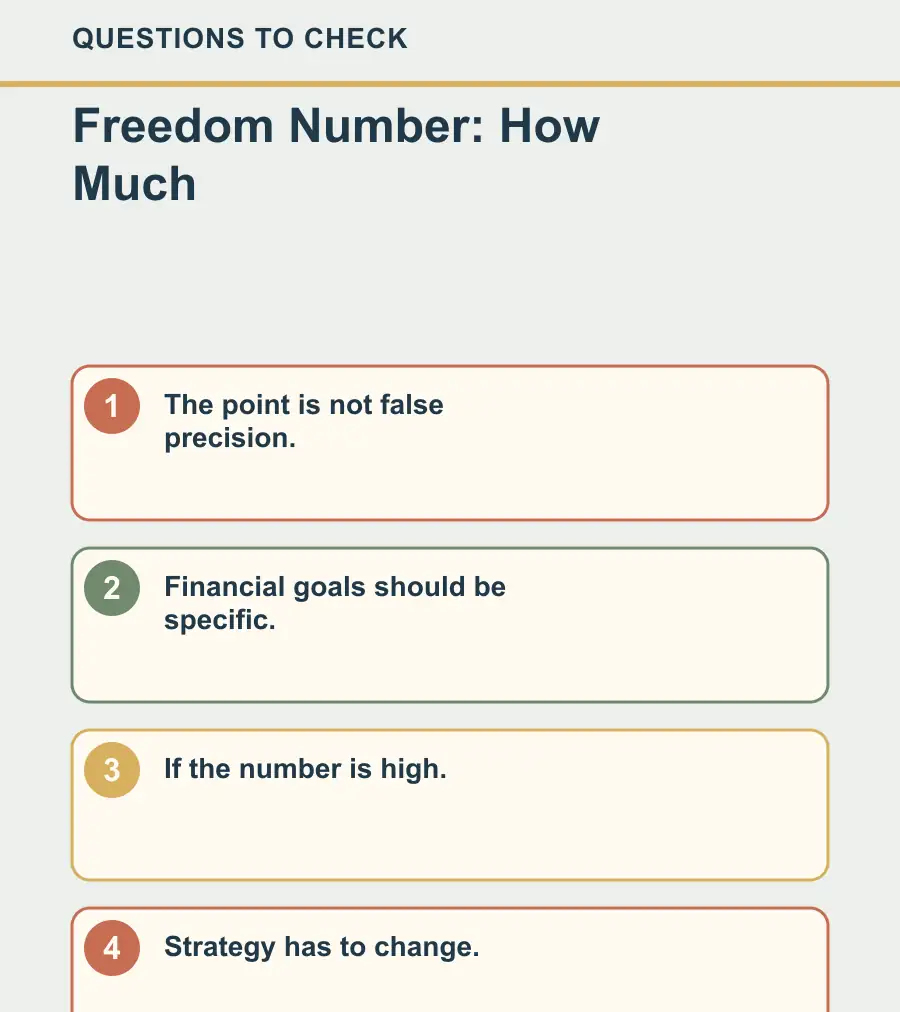 QUESTIONS TO CHECK
Freedom Number: How
Much
1
The point is not false
precision.
2
Financial goals should be
specific.
3
If the number is high.
4
Strategy has to change.